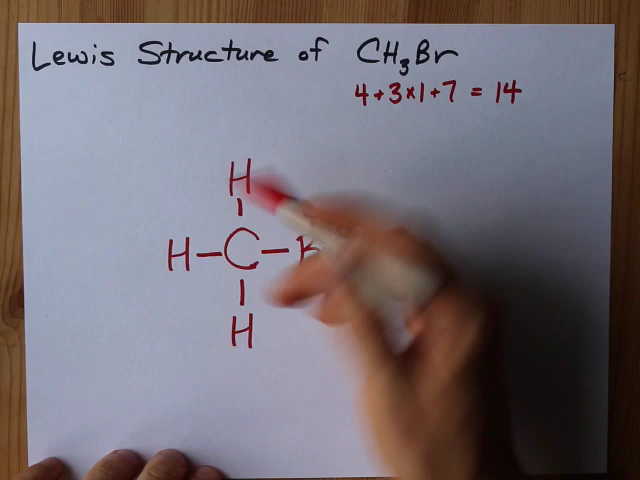 Lewis Structure of CH₃Br
4+3×1+7 = 14
H
H–C–
H